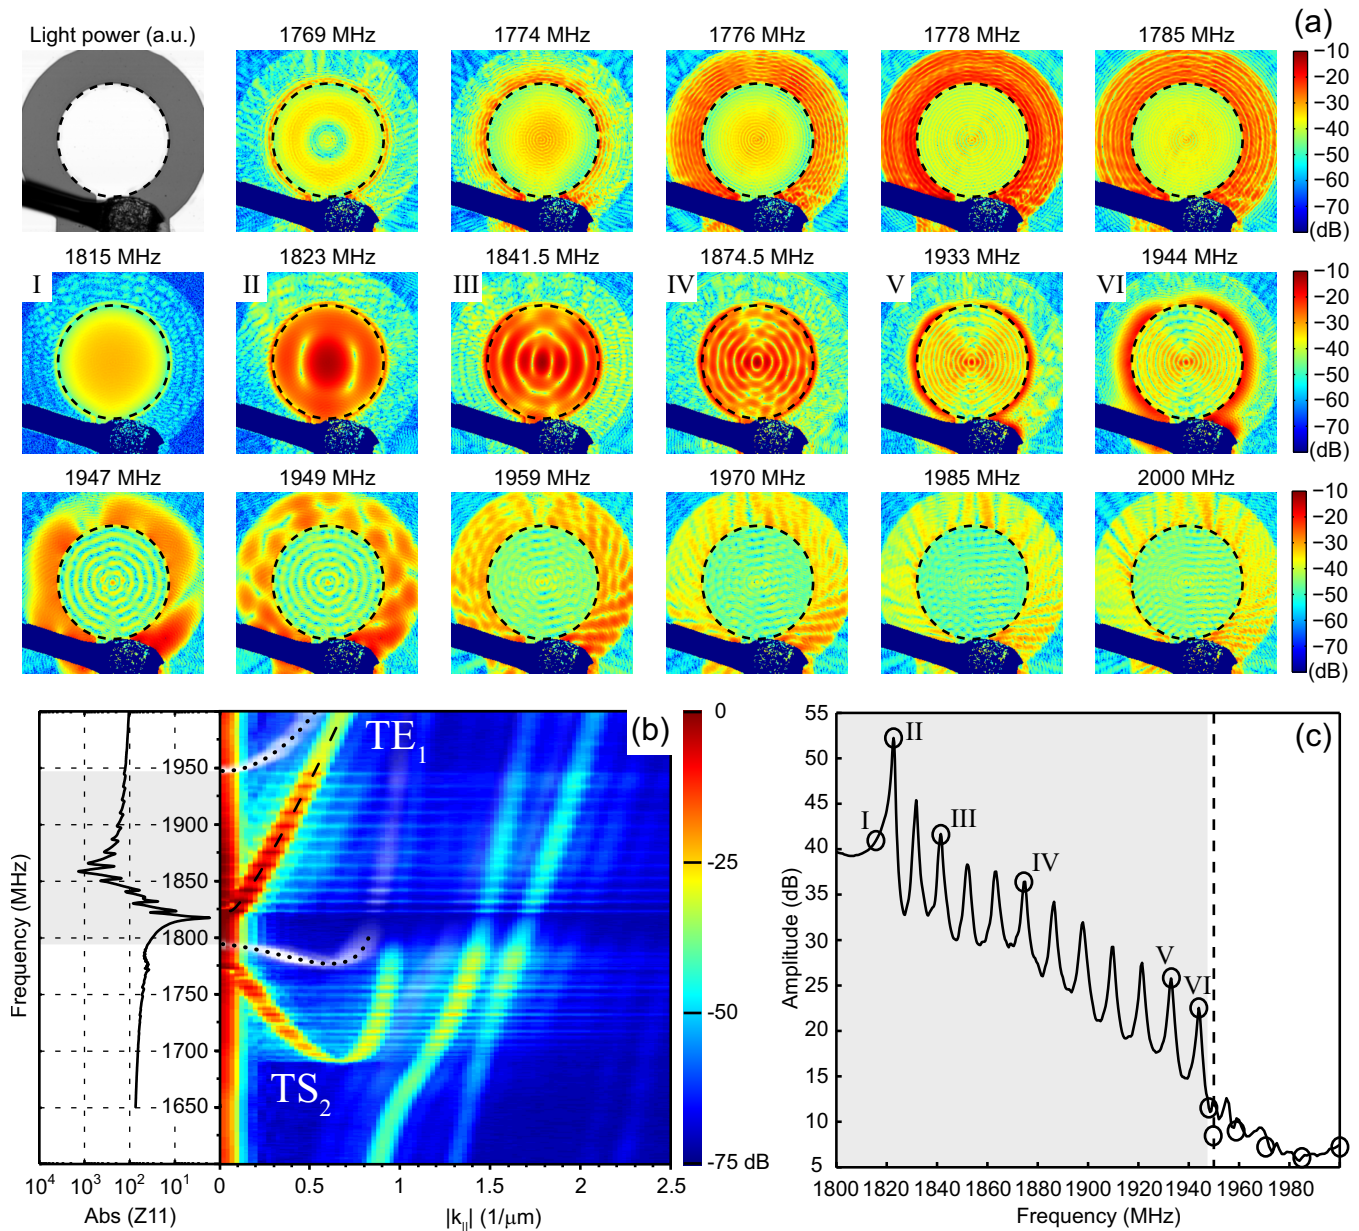 (a)
Light power (a.u.) 1769 MHz 1774 MHz 1776 MHz 1778 MHz 1785 MHz
−10
−20
−30
−40
−50
−60
−70
−80
(dB)
1815 MHz 1823 MHz 1841.5 MHz 1874.5 MHz 1933 MHz 1944 MHz
I II III IV V VI
−10
−20
−30
−40
−50
−60
−70
(dB)
1947 MHz 1949 MHz 1959 MHz 1970 MHz 1985 MHz 2000 MHz
−10
−20
−30
−40
−50
−60
−70
(dB)
(b)
TE1
TS2
1950
1900
1850
1800
1750
1700
1650
Frequency (MHz)
10^4 10^3 10^2 10^1
Abs (Z11)
0 0.5 1 1.5 2 2.5
|k||| (1/μm)
0
-25
-50
-75 dB
(c)
55
50
45
40
35
30
25
20
15
10
5
Amplitude (dB)
I
II
III
IV
V
VI
1800 1820 1840 1860 1880 1900 1920 1940 1960 1980
Frequency (MHz)